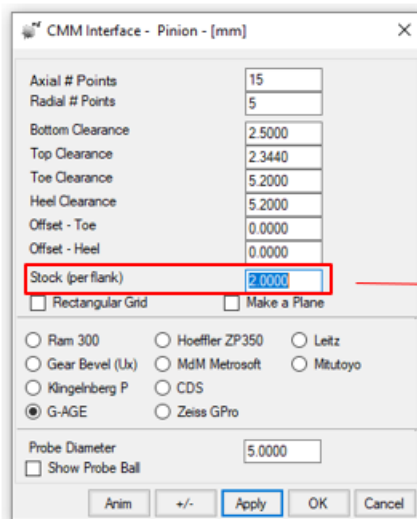 CMM Interface - Pinion - [mm]
Axial # Points 15
Radial # Points 5
Bottom Clearance 2.5000
Top Clearance 2.3440
Toe Clearance 5.2000
Heel Clearance 5.2000
Offset - Toe 0.0000
Offset - Heel 0.0000
Stock (per flank) 2.0000
Rectangular Grid Make a Plane
Ram 300 Hoeffler ZP350 Leitz
Gear Bevel (Ux) MdM Metrosoft Mitutoyo
Klingelnberg P CDS
G-AGE Zeiss GPro
Probe Diameter 5.0000
Show Probe Ball
Anim +/- Apply OK Cancel